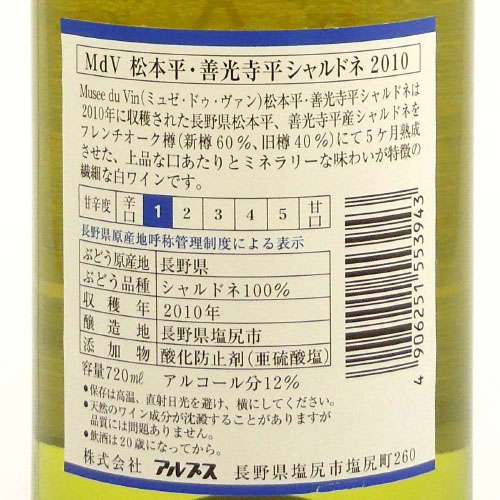 MdV 松本平・善光寺平シャルドネ 2010
Musee du Vin(ミュゼ・ドゥ・ヴァン)松本平・善光寺平シャルドネは
2010年に収穫された長野県松本平、善光寺平産シャルドネを
フレンチオーク樽(新樽60%、旧樽40%)にて5ヶ月熟成
させた、上品な口あたりとミネラリーな味わいが特徴の
繊細な白ワインです。
甘辛度 辛口 1 2 3 4 5 甘口
長野県原産地呼称管理制度による表示
ぶどう原産地 長野県
ぶどう品種 シャルドネ100%
収穫年 2010年
醸造地 長野県塩尻市
添加物 酸化防止剤(亜硫酸塩)
容量720ml アルコール分12%
●保存は高温、直射日光を避け、横にしてください。
●天然のワイン成分が沈澱することがありますが
品質には問題ありません。
●飲酒は20歳になってから。
株式会社 アルプス 長野県塩尻市塩尻町260
4906251553943